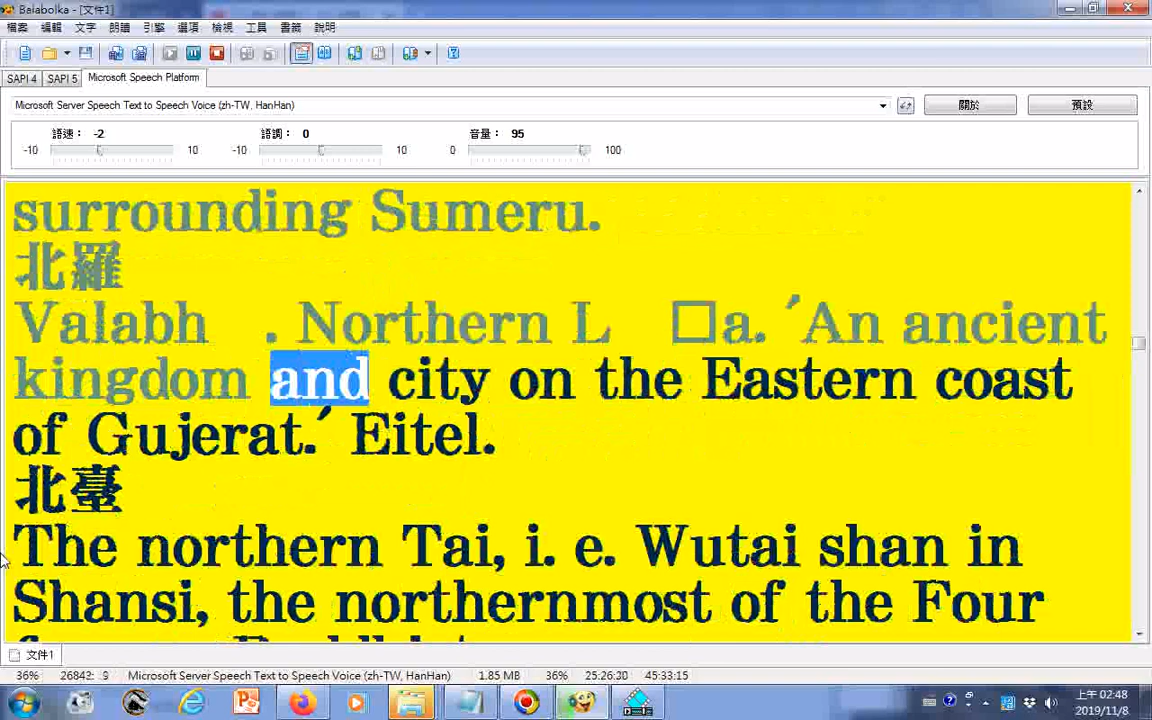 Balabolka - [文件1]
檔案 編輯 文字 朗讀 引擎 選項 檢視 工具 書籤 說明
SAPI 4 SAPI 5 Microsoft Speech Platform
Microsoft Server Speech Text to Speech Voice (zh-TW, HanHan) 關於 預設
語速： -2 語調： 0 音量： 95
-10 10 -10 10 0 100
surrounding Sumeru.
北羅
Valabh . Northern L □a. ´An ancient
kingdom and city on the Eastern coast
of Gujerat.´ Eitel.
北臺
The northern Tai, i. e. Wutai shan in
Shansi, the northernmost of the Four
文件1
36% 26842: 9 Microsoft Server Speech Text to Speech Voice (zh-TW, HanHan) 1.85 MB 36% 25:26:30 45:33:15
上午 02:48
2019/11/8